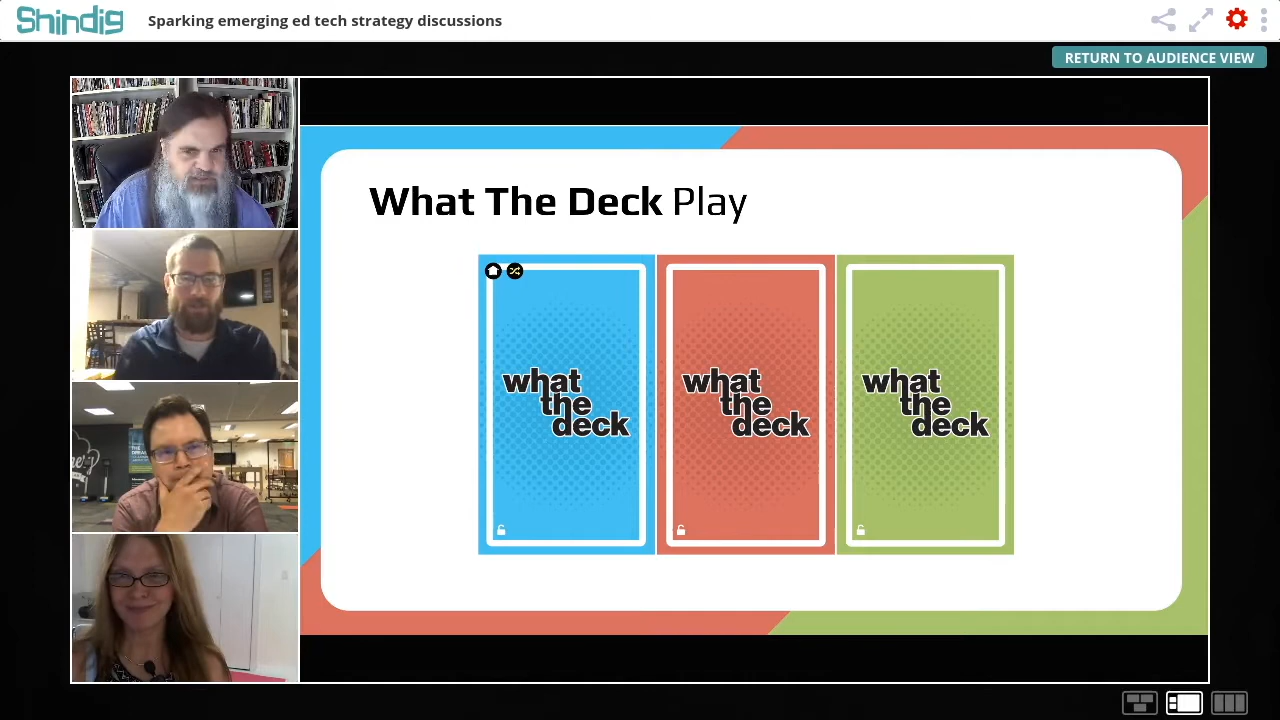 Shindig
Sparking emerging ed tech strategy discussions
RETURN TO AUDIENCE VIEW
What The Deck Play
what
the
deck
what
the
deck
what
the
deck